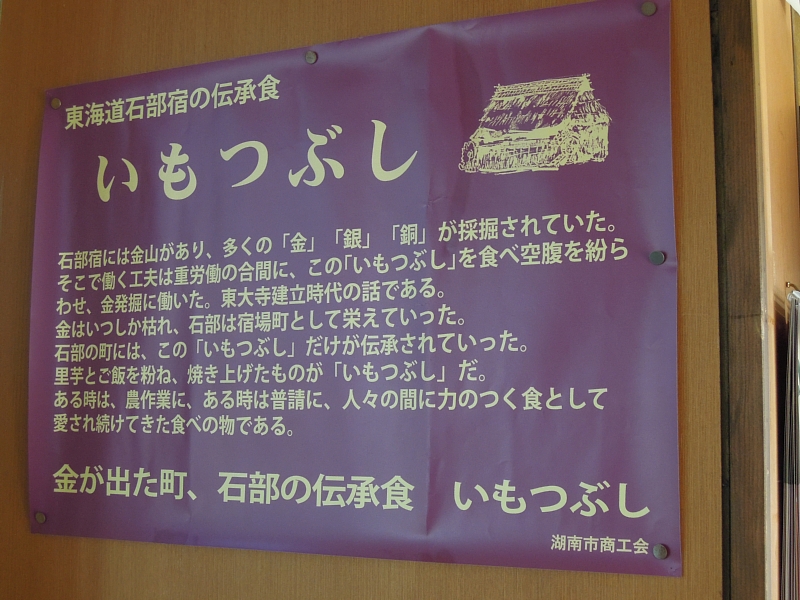 東海道石部宿の伝承食
いもつぶし
石部宿には金山があり、多くの「金」「銀」「銅」が採掘されていた。
そこで働く工夫は重労働の合間に、この「いもつぶし」を食べ空腹を紛ら
わせ、金発掘に働いた。東大寺建立時代の話である。
金はいつしか枯れ、石部は宿場町として栄えていった。
石部の町には、この「いもつぶし」だけが伝承されていった。
里芋とご飯を粉ね、焼き上げたものが「いもつぶし」だ。
ある時は、農作業に、ある時は普請に、人々の間に力のつく食として
愛され続けてきた食べの物である。
金が出た町、石部の伝承食 いもつぶし
湖南市商工会